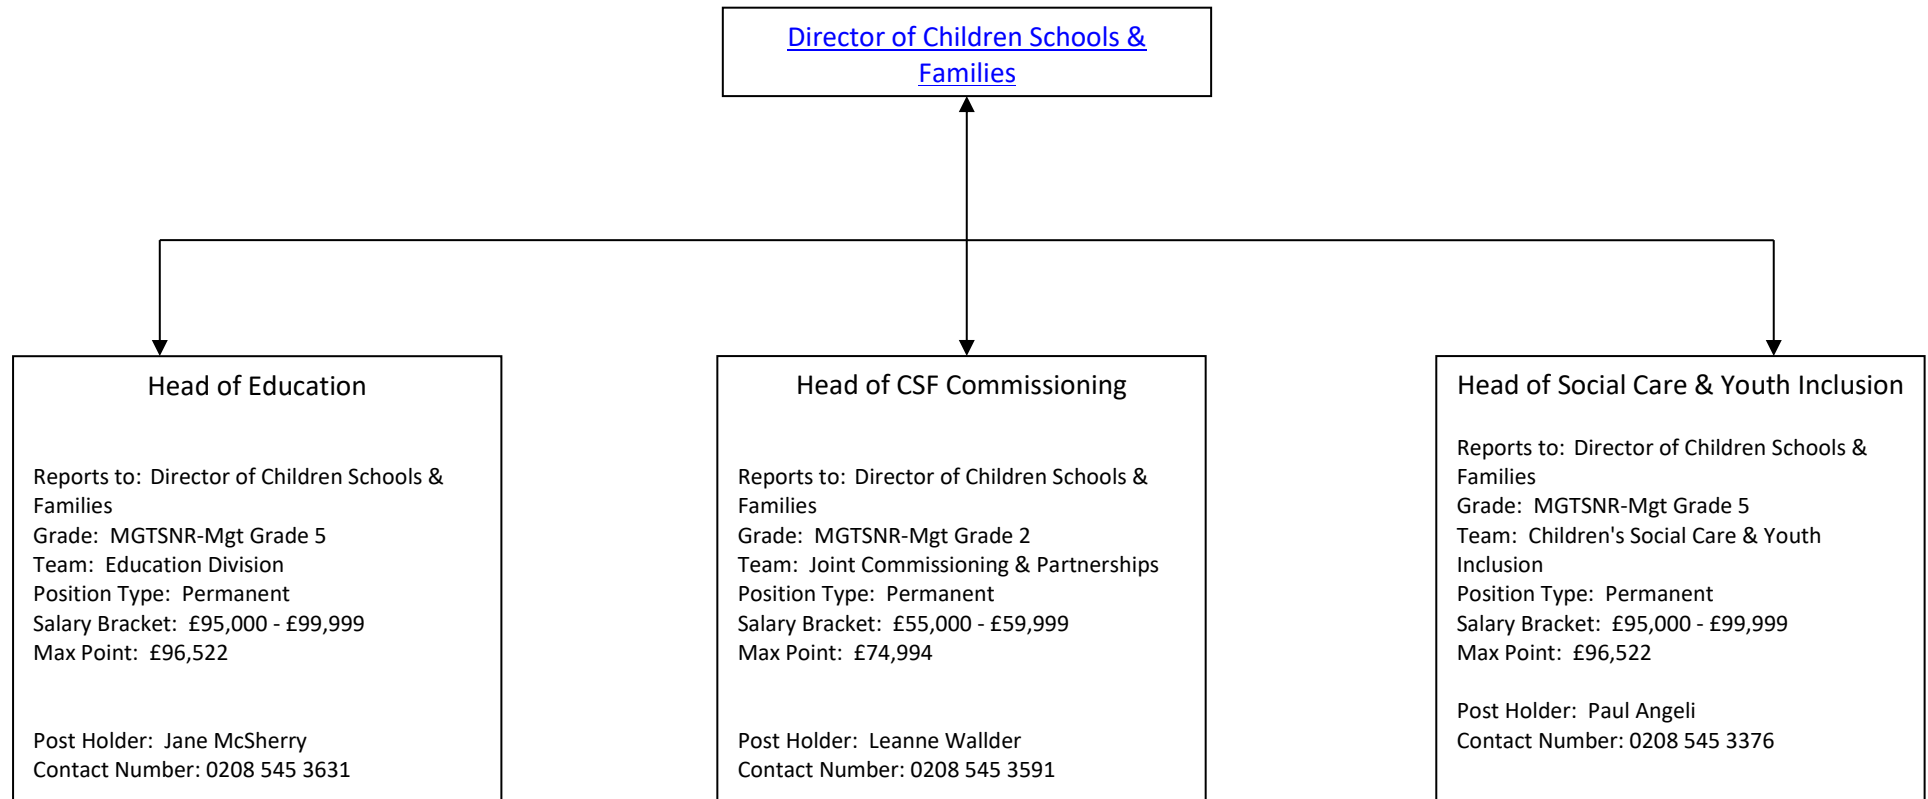 Director of Children Schools &
Families
Head of Education
Reports to: Director of Children Schools &
Families
Grade: MGTSNR-Mgt Grade 5
Team: Education Division
Position Type: Permanent
Salary Bracket: £95,000 - £99,999
Max Point: £96,522
Post Holder: Jane McSherry
Contact Number: 0208 545 3631
Head of CSF Commissioning
Reports to: Director of Children Schools &
Families
Grade: MGTSNR-Mgt Grade 2
Team: Joint Commissioning & Partnerships
Position Type: Permanent
Salary Bracket: £55,000 - £59,999
Max Point: £74,994
Post Holder: Leanne Wallder
Contact Number: 0208 545 3591
Head of Social Care & Youth Inclusion
Reports to: Director of Children Schools &
Families
Grade: MGTSNR-Mgt Grade 5
Team: Children's Social Care & Youth
Inclusion
Position Type: Permanent
Salary Bracket: £95,000 - £99,999
Max Point: £96,522
Post Holder: Paul Angeli
Contact Number: 0208 545 3376